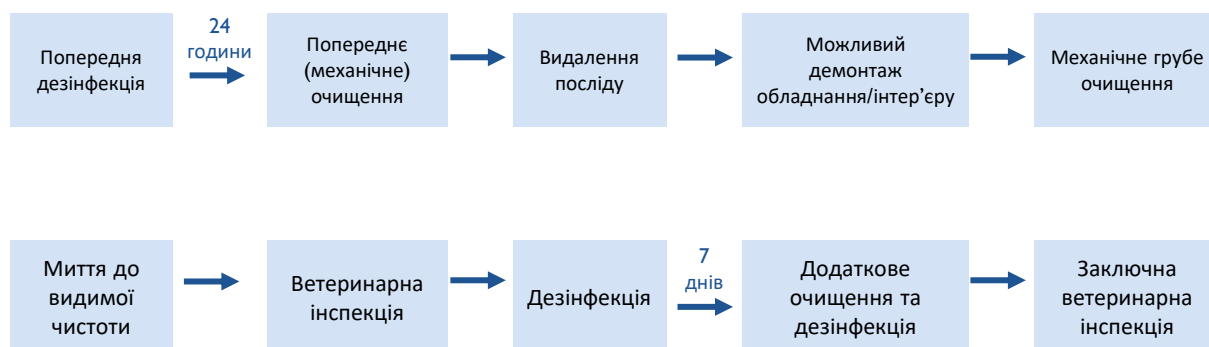 Попередня
дезінфекція
24
години
Попереднє
(механічне)
очищення
Видалення
посліду
Можливий
демонтаж
обладнання/інтер’єру
Механічне грубе
очищення
Миття до
видимої
чистоти
Ветеринарна
інспекція
Дезінфекція
7
днів
Додаткове
очищення та
дезінфекція
Заключна
ветеринарна
інспекція